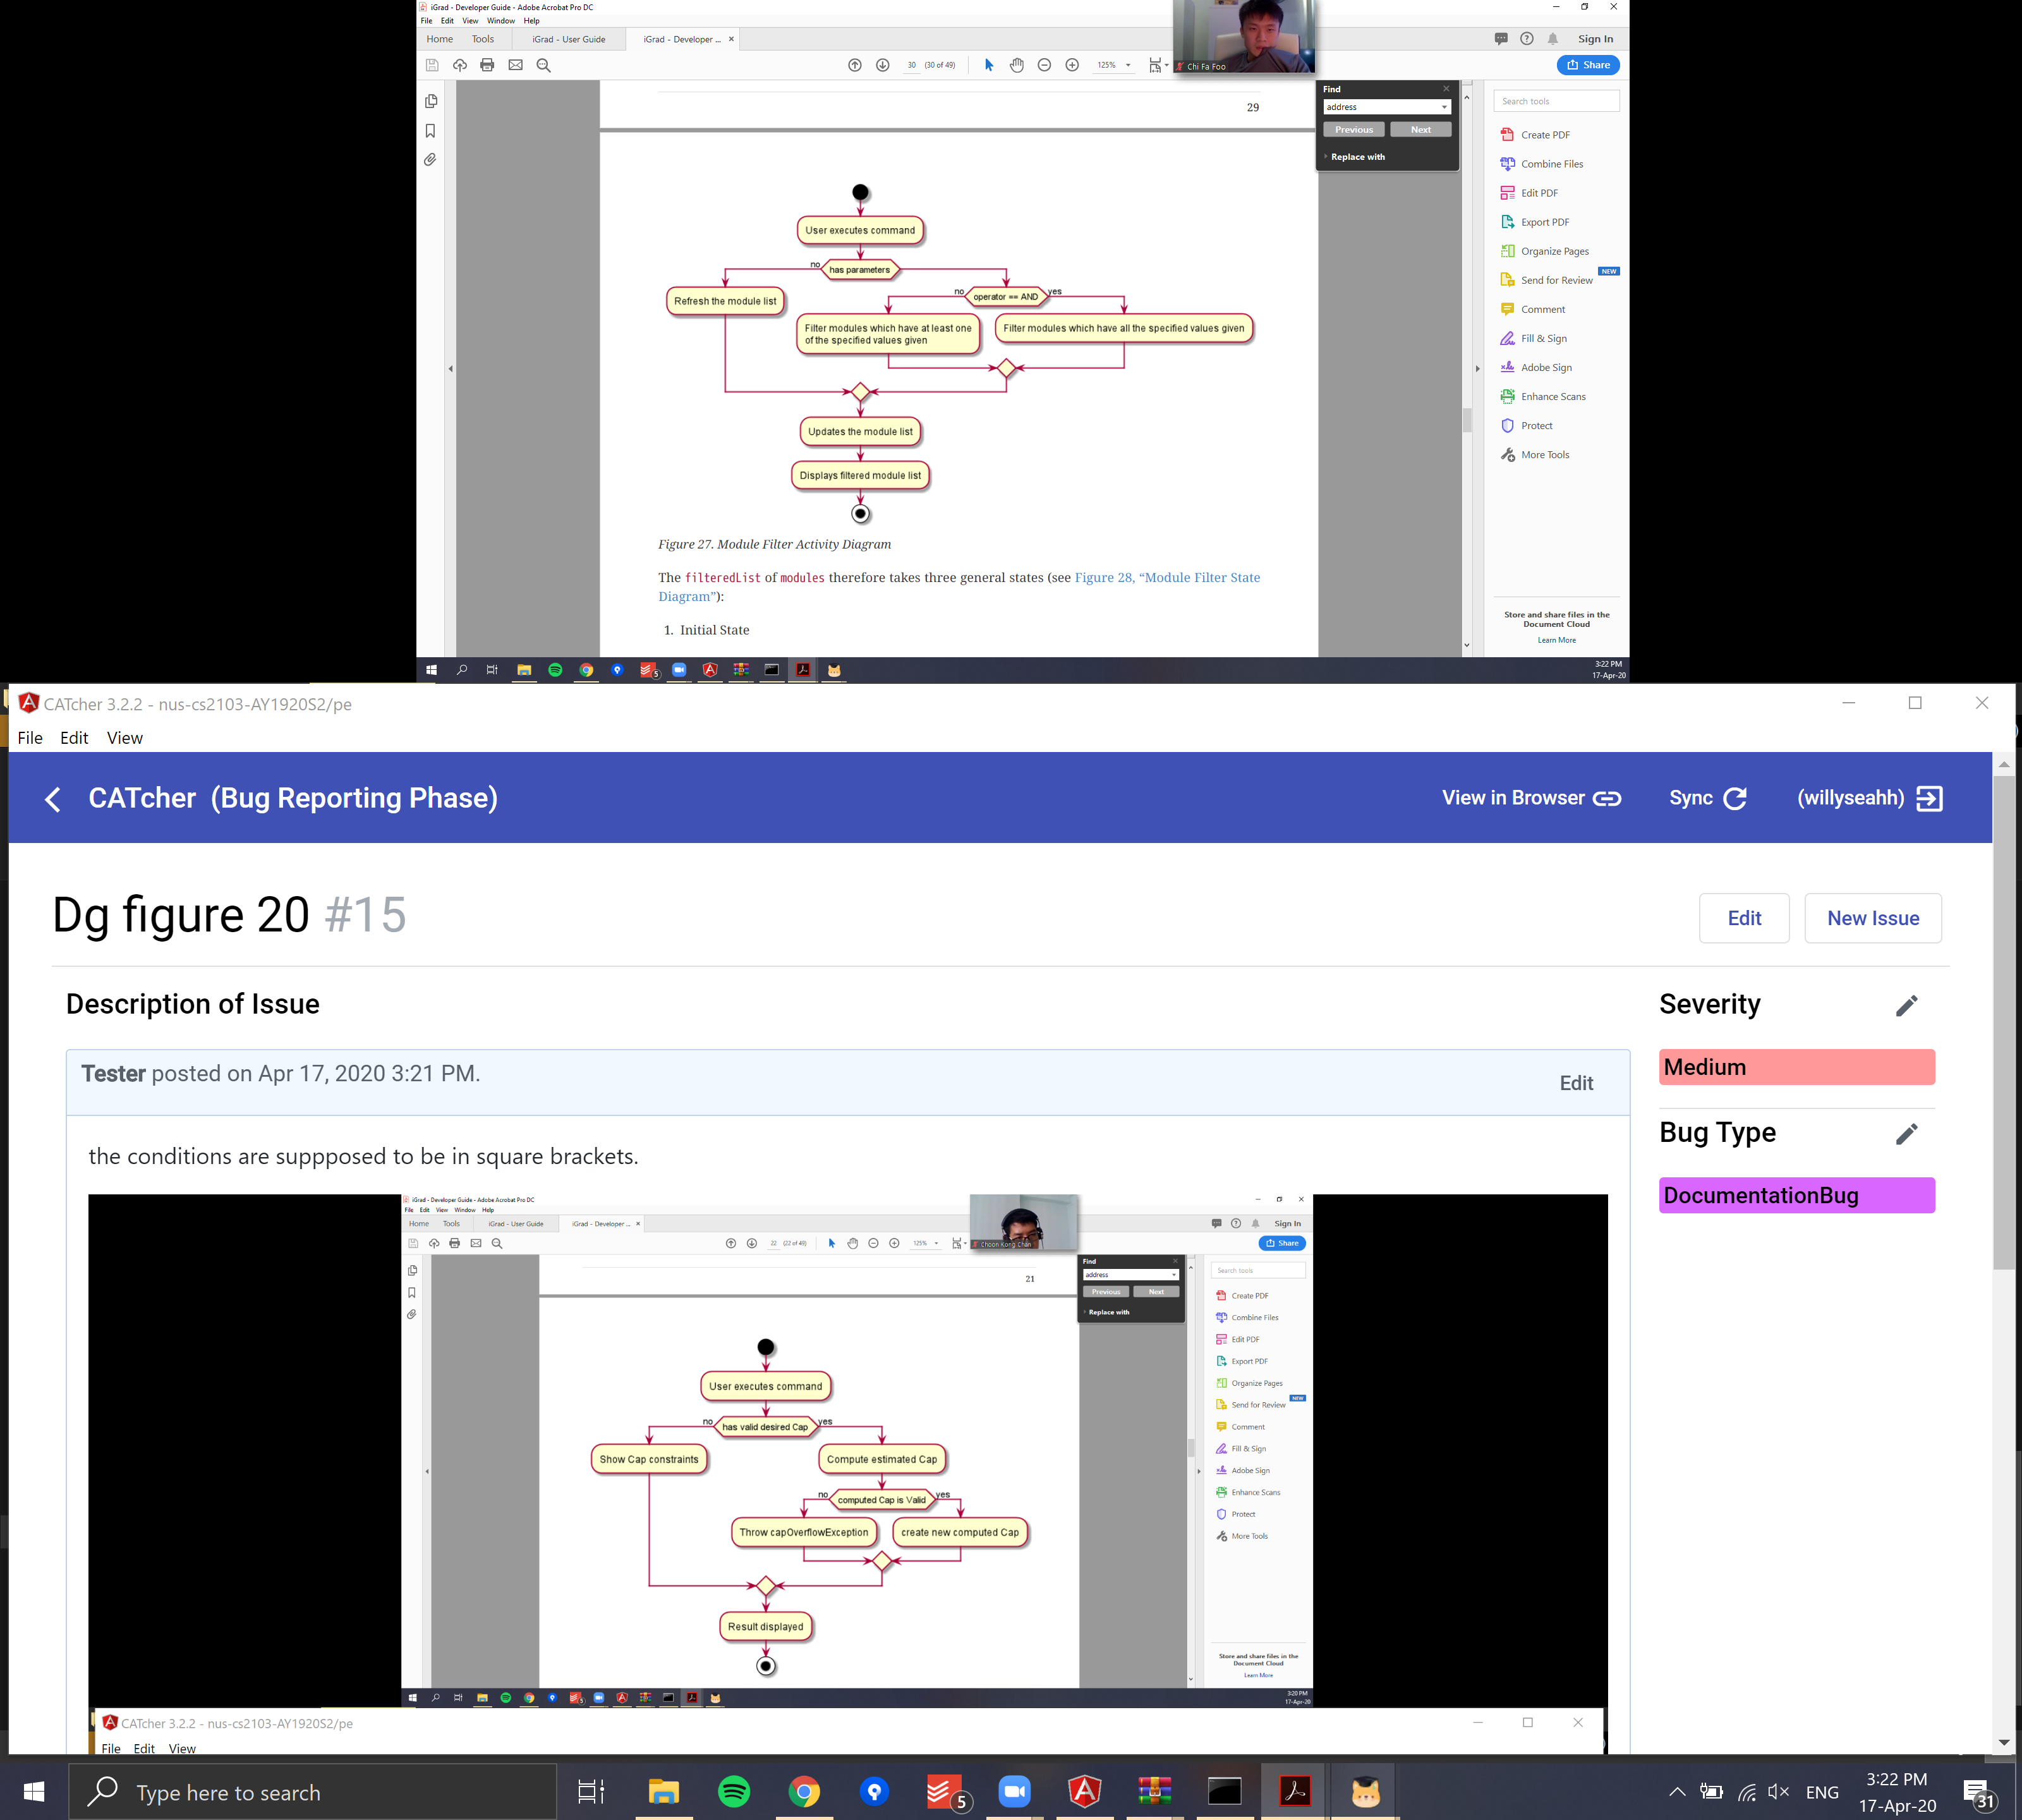 iGrad - Developer Guide - Adobe Acrobat Pro DC
File Edit View Window Help
Home Tools iGrad - User Guide iGrad - Developer ... × Sign In
30 (30 of 49) 125% Share
Chi Fa Foo
29
Find
address
Previous Next
Replace with
Search tools
Create PDF
Combine Files
Edit PDF
Export PDF
Organize Pages
Send for Review NEW
Comment
Fill & Sign
Adobe Sign
Enhance Scans
Protect
More Tools
Store and share files in the
Document Cloud
Learn More
User executes command
no has parameters
Refresh the module list
no operator == AND yes
Filter modules which have at least one
of the specified values given
Filter modules which have all the specified values given
Updates the module list
Displays filtered module list
Figure 27. Module Filter Activity Diagram
The filteredList of modules therefore takes three general states (see Figure 28, “Module Filter State
Diagram”):
1. Initial State
5
3:22 PM
17-Apr-20
CATcher 3.2.2 - nus-cs2103-AY1920S2/pe
File Edit View
CATcher (Bug Reporting Phase) View in Browser Sync (willyseahh)
Dg figure 20 #15 Edit New Issue
Description of Issue
Severity
Medium
Bug Type
DocumentationBug
Tester posted on Apr 17, 2020 3:21 PM. Edit
the conditions are suppposed to be in square brackets.
iGrad - Developer Guide - Adobe Acrobat Pro DC
File Edit View Window Help
Home Tools iGrad - User Guide iGrad - Developer ... × Sign In
22 (22 of 49) 125% Share
Choon Kong Chan
21
Find
address
Previous Next
Replace with
Search tools
Create PDF
Combine Files
Edit PDF
Export PDF
Organize Pages
Send for Review NEW
Comment
Fill & Sign
Adobe Sign
Enhance Scans
Protect
More Tools
Store and share files in the
Document Cloud
Learn More
User executes command
no has valid desired Cap yes
Show Cap constraints
Compute estimated Cap
no computed Cap is Valid yes
Throw capOverflowException
create new computed Cap
Result displayed
5
3:20 PM
17-Apr-20
CATcher 3.2.2 - nus-cs2103-AY1920S2/pe
File Edit View
Type here to search
5
ENG
3:22 PM
17-Apr-20
31